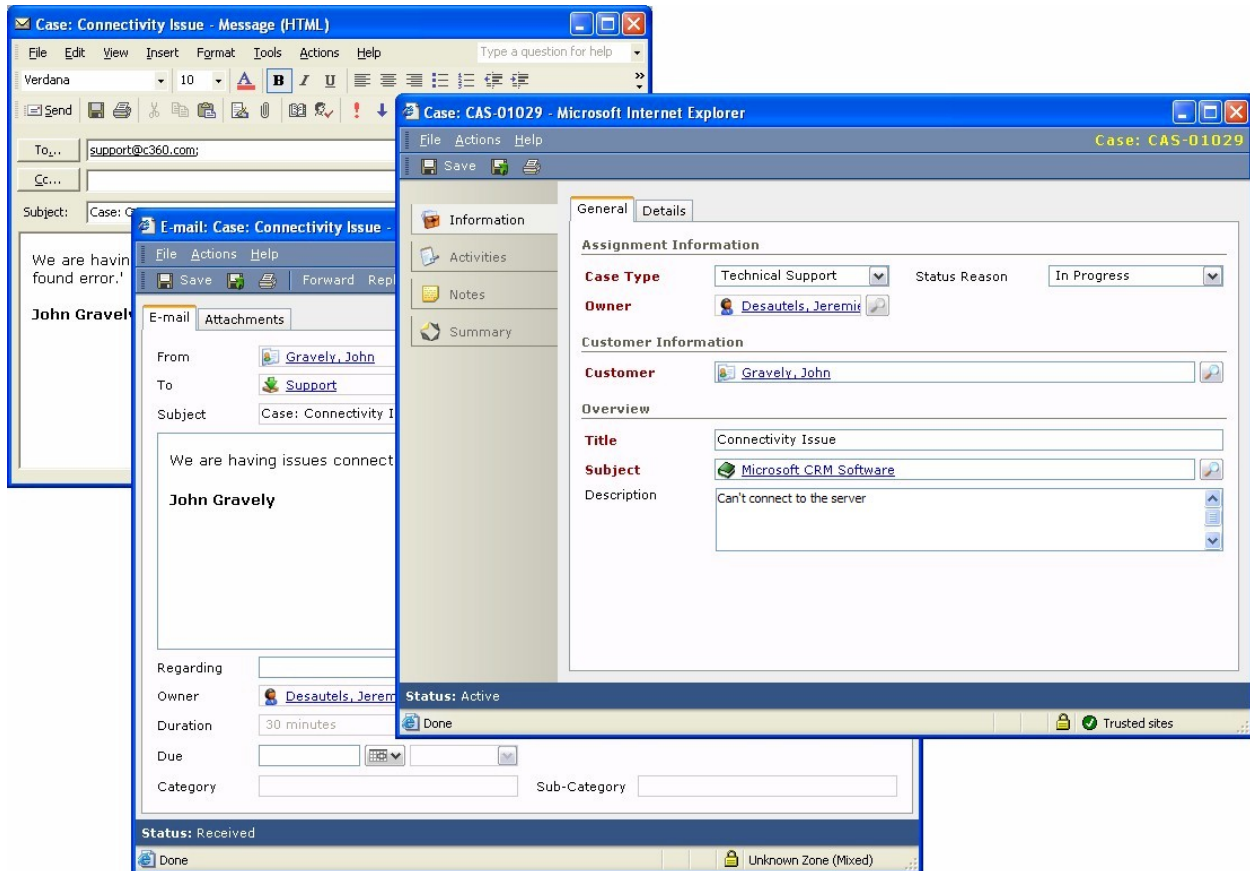 Case: Connectivity Issue - Message (HTML)
File Edit View Insert Format Tools Actions Help Type a question for help
Verdana 10 A B I U
Send
To... support@c360.com;
Cc...
Subject: Case:
We are havin
found error.'
John Gravely
E-mail: Case: Connectivity Issue -
File Actions Help
Save Forward Repl
E-mail Attachments
From Gravely, John
To Support
Subject Case: Connectivity I
We are having issues connect
John Gravely
Regarding
Owner Desautels, Jerem
Duration 30 minutes
Due
Category Sub-Category
Status: Received
Done Unknown Zone (Mixed)
Case: CAS-01029 - Microsoft Internet Explorer
File Actions Help Case: CAS-01029
Save
Information
Activities
Notes
Summary
General Details
Assignment Information
Case Type Technical Support Status Reason In Progress
Owner Desautels, Jeremie
Customer Information
Customer Gravely, John
Overview
Title Connectivity Issue
Subject Microsoft CRM Software
Description Can't connect to the server
Status: Active
Done Trusted sites